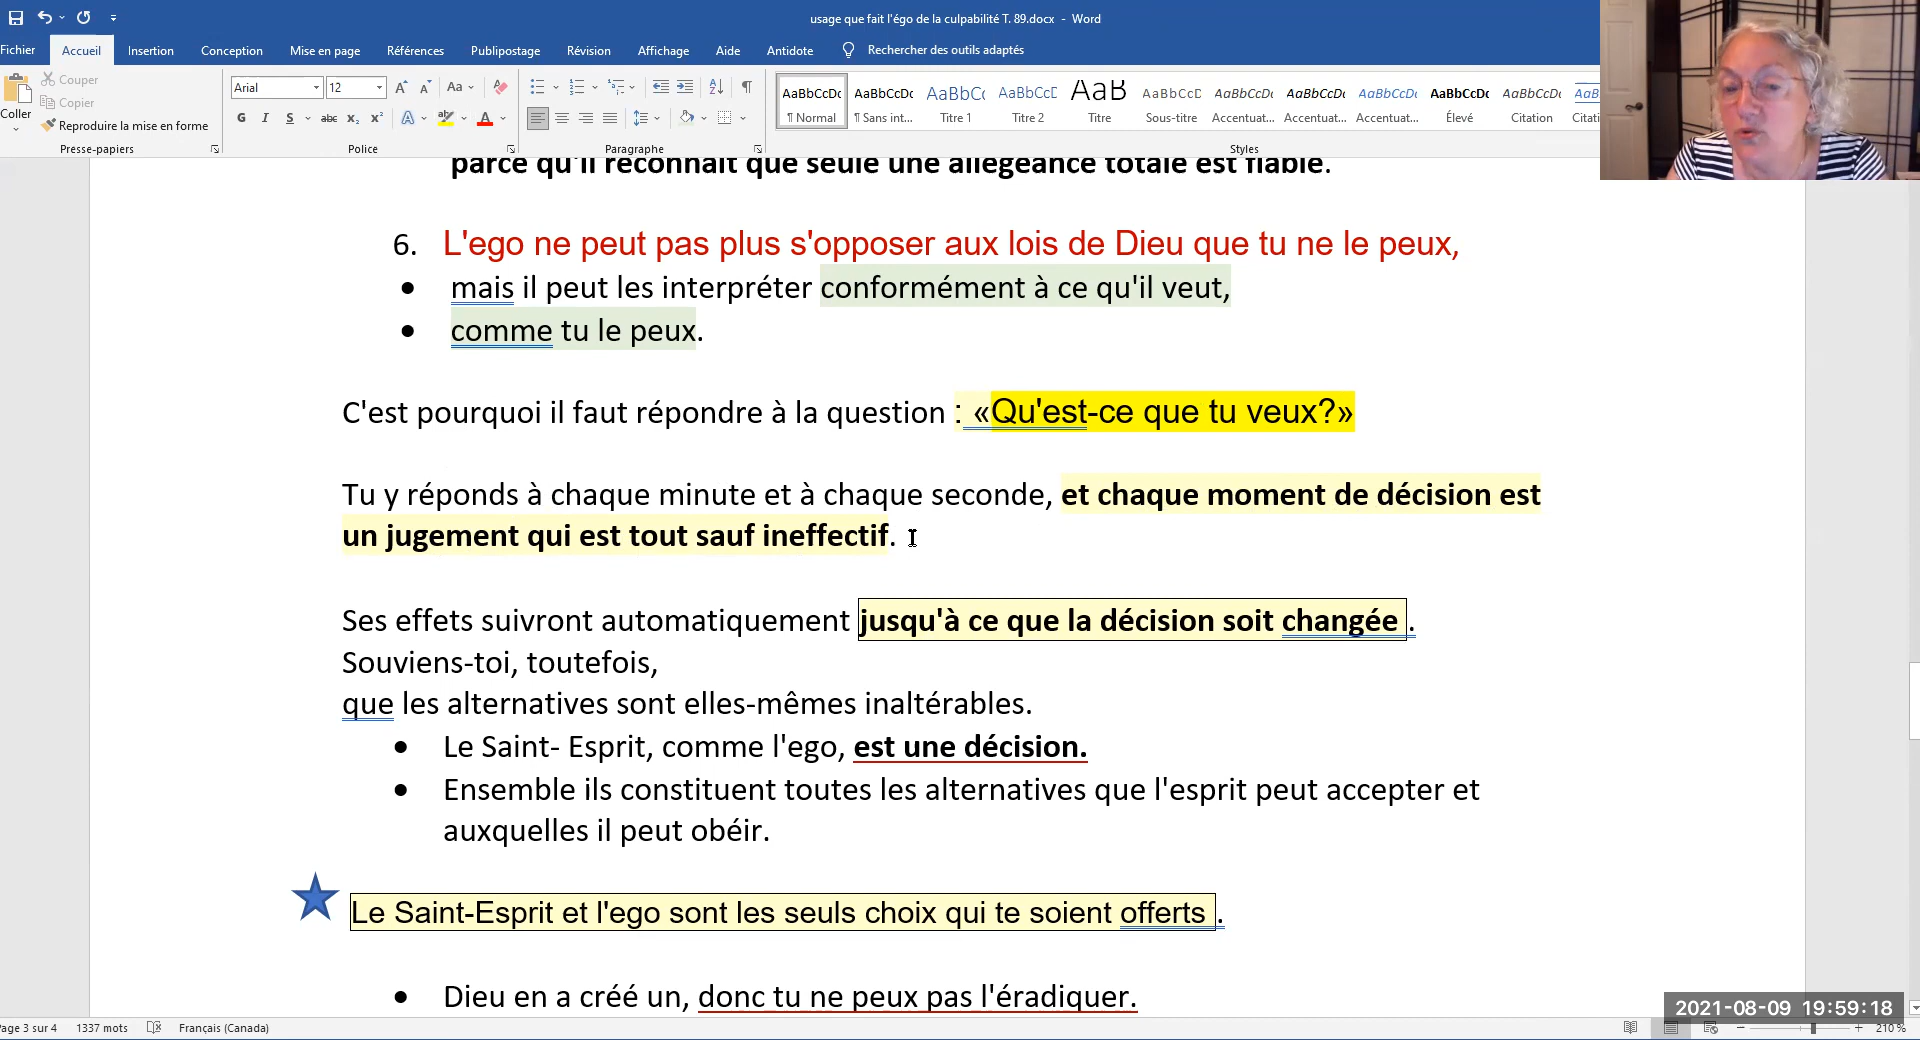 usage que fait l'égo de la culpabilité T. 89.docx - Word
Fichier Accueil Insertion Conception Mise en page Références Publipostage Révision Affichage Aide Antidote Rechercher des outils adaptés
Couper
Copier
Coller
Reproduire la mise en forme
Arial 12
AaBbCcDc AaBbCcDc AaBbCc AaBbCcD AaB AaBbCcD AaBbCcDc AaBbCcDc AaBbCcDc AaBbCcDc AaBbCcDc
¶ Normal ¶ Sans int... Titre 1 Titre 2 Titre Sous-titre Accentuat... Accentuat... Accentuat... Élevé Citation Citati
Presse-papiers Police Paragraphe Styles
parce qu'il reconnaît que seule une allégeance totale est fiable.
6. L'ego ne peut pas plus s'opposer aux lois de Dieu que tu ne le peux,
• mais il peut les interpréter conformément à ce qu'il veut,
• comme tu le peux.
C'est pourquoi il faut répondre à la question : «Qu'est-ce que tu veux?»
Tu y réponds à chaque minute et à chaque seconde, et chaque moment de décision est
un jugement qui est tout sauf ineffectif.
Ses effets suivront automatiquement jusqu'à ce que la décision soit changée .
Souviens-toi, toutefois,
que les alternatives sont elles-mêmes inaltérables.
• Le Saint- Esprit, comme l'ego, est une décision.
• Ensemble ils constituent toutes les alternatives que l'esprit peut accepter et
auxquelles il peut obéir.
Le Saint-Esprit et l'ego sont les seuls choix qui te soient offerts .
• Dieu en a créé un, donc tu ne peux pas l'éradiquer.
2021-08-09 19:59:18
Page 3 sur 4 1337 mots Français (Canada) 210 %